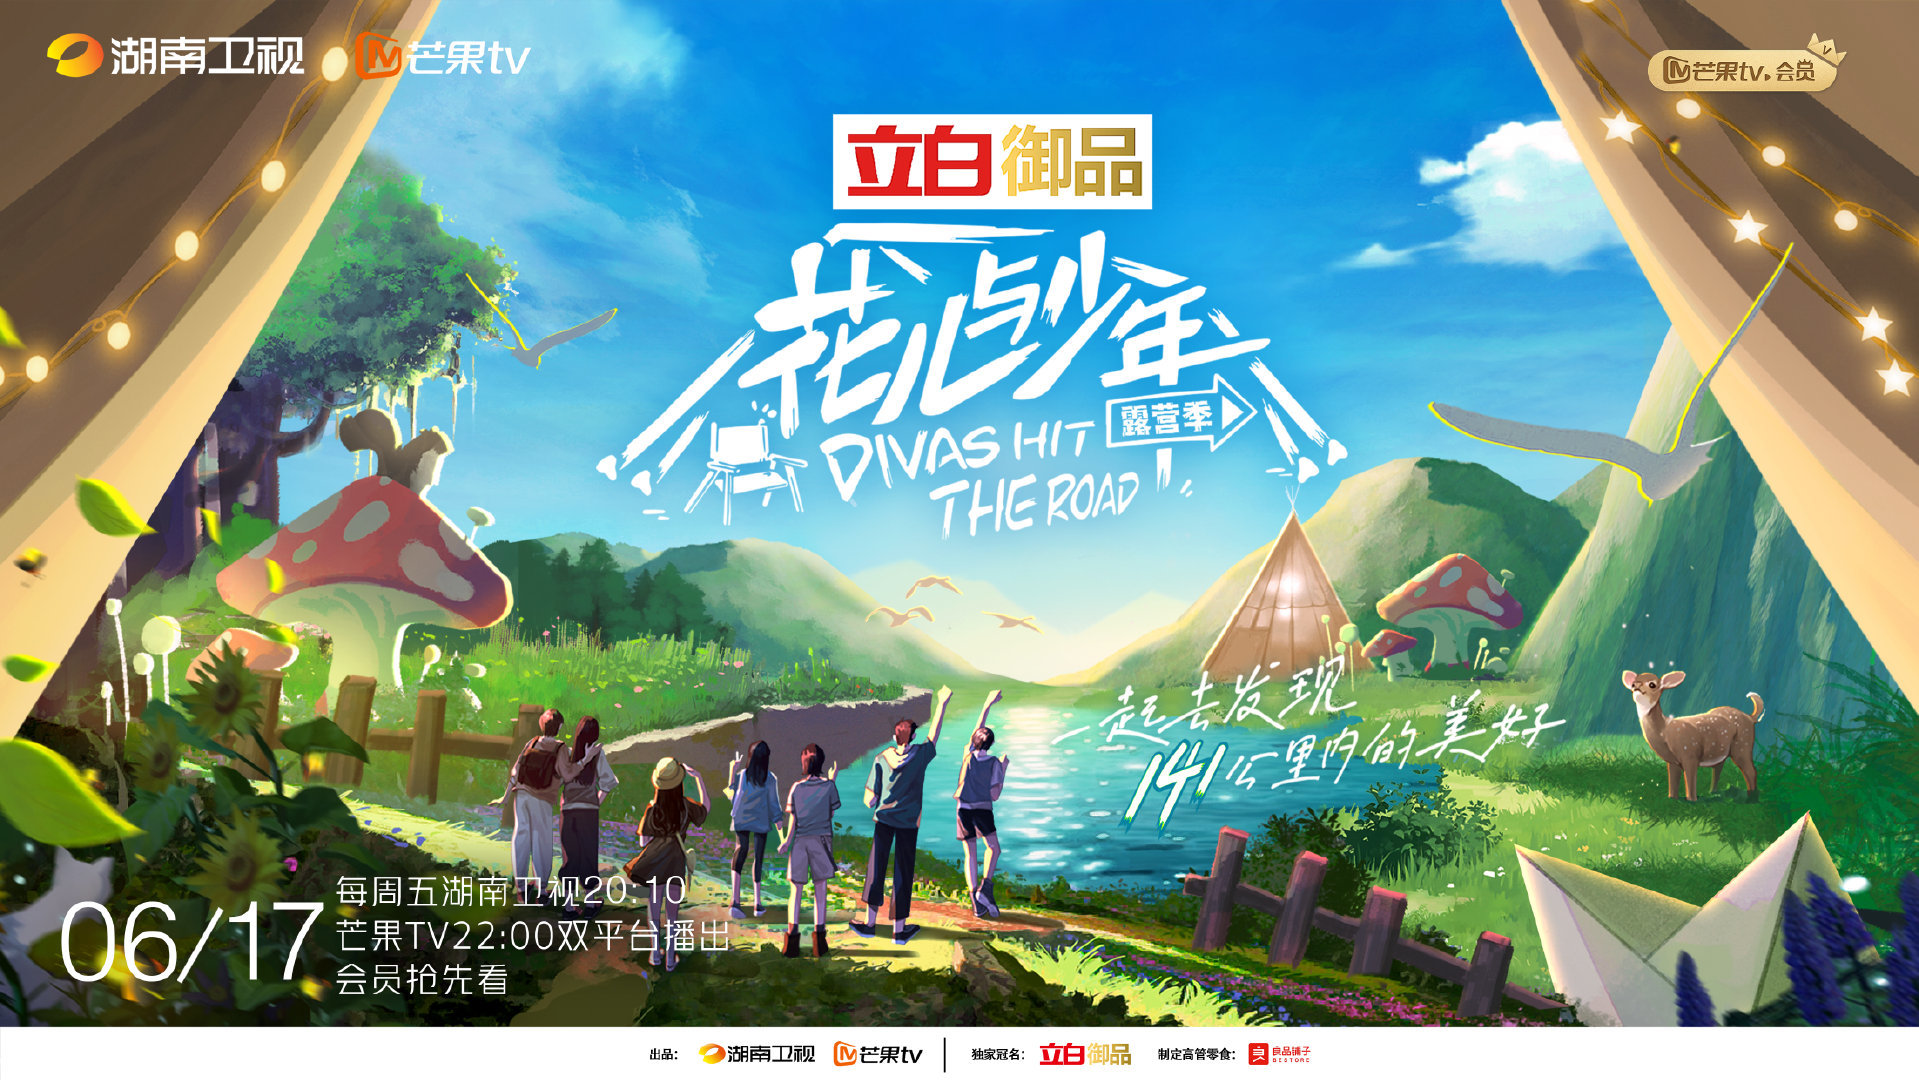 湖南卫视 芒果tv
芒果tv.会员
立白御品
花儿与少年
露营季
DIVAS HIT
THE ROAD
一起去发现
141公里内的美好
06/17
每周五湖南卫视20:10
芒果TV22:00双平台播出
会员抢先看
出品: 湖南卫视 芒果tv 独家冠名: 立白御品 制定高管零食: 良品铺子
BESTORE